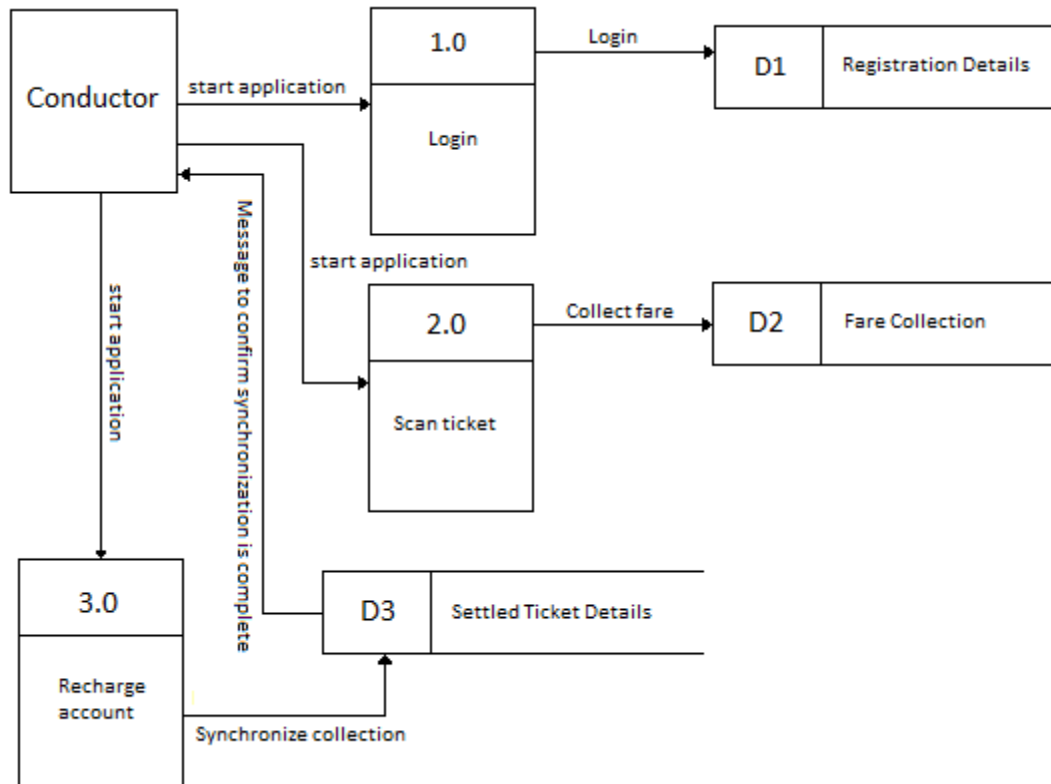 Conductor
start application
1.0
Login
Login
D1
Registration Details
start application
2.0
Scan ticket
Collect fare
D2
Fare Collection
start application
Message to confirm synchronization is complete
3.0
Recharge
account
Synchronize collection
D3
Settled Ticket Details